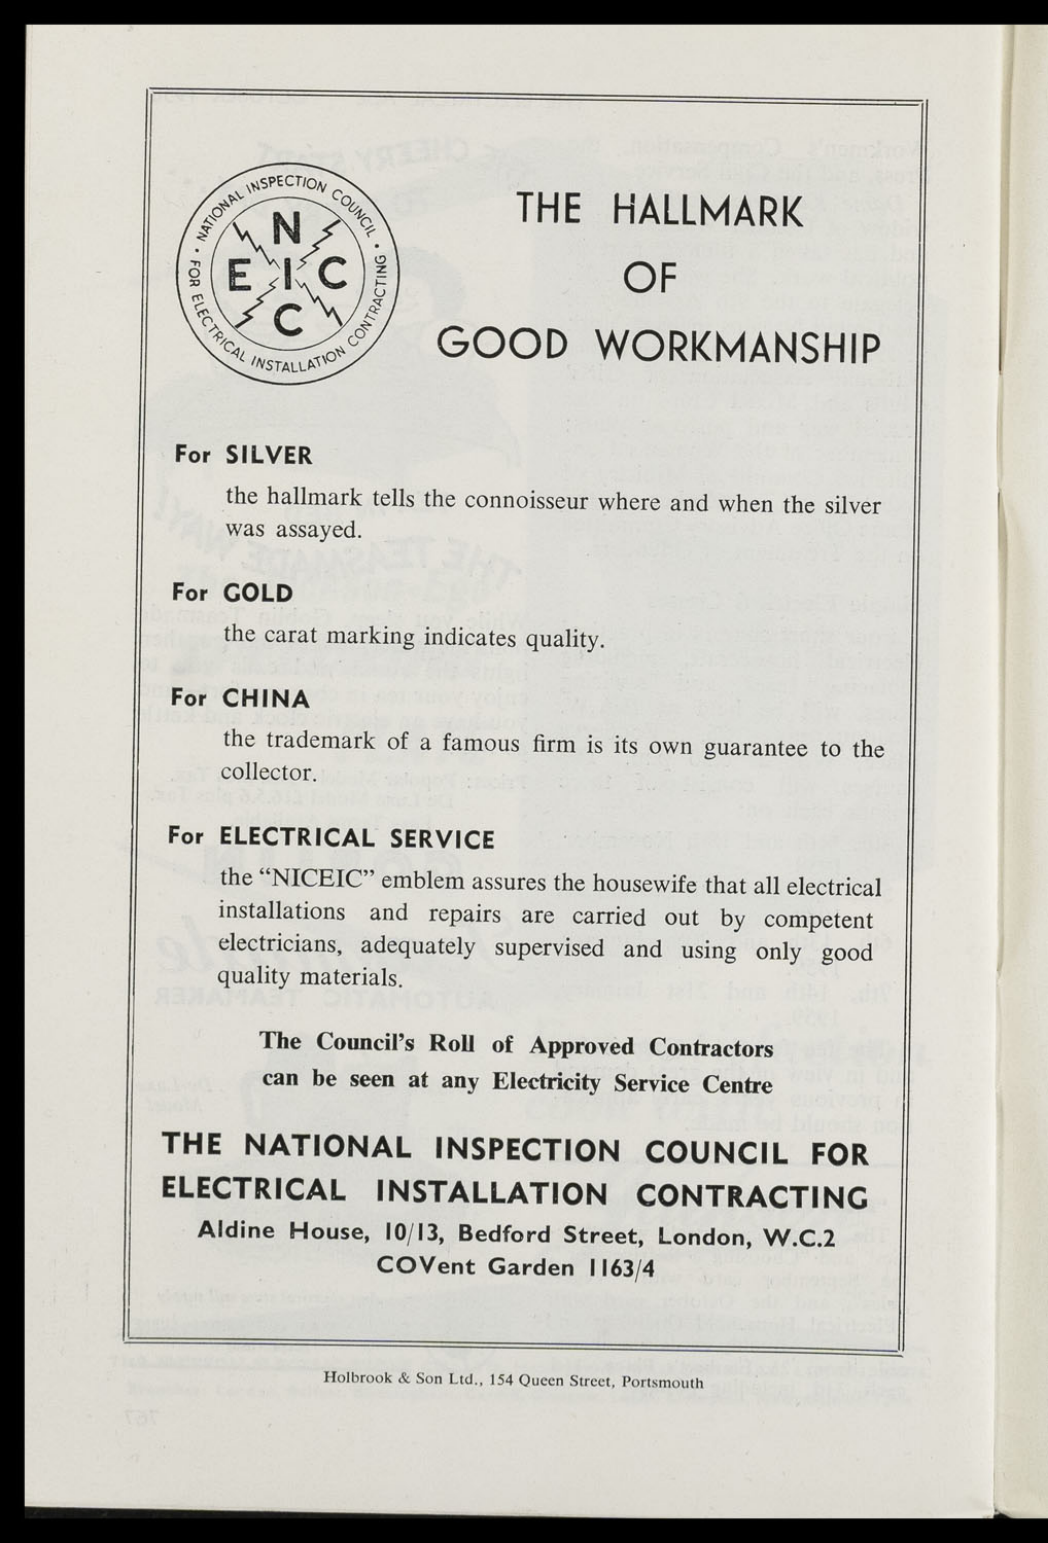 NATIONAL INSPECTION COUNCIL
FOR ELECTRICAL INSTALLATION CONTRACTING
N
E I C
C
THE HALLMARK
OF
GOOD WORKMANSHIP
For SILVER
the hallmark tells the connoisseur where and when the silver
was assayed.
For GOLD
the carat marking indicates quality.
For CHINA
the trademark of a famous firm is its own guarantee to the
collector.
For ELECTRICAL SERVICE
the “NICEIC” emblem assures the housewife that all electrical
installations and repairs are carried out by competent
electricians, adequately supervised and using only good
quality materials.
The Council’s Roll of Approved Contractors
can be seen at any Electricity Service Centre
THE NATIONAL INSPECTION COUNCIL FOR
ELECTRICAL INSTALLATION CONTRACTING
Aldine House, 10/13, Bedford Street, London, W.C.2
COVent Garden 1163/4
Holbrook & Son Ltd., 154 Queen Street, Portsmouth